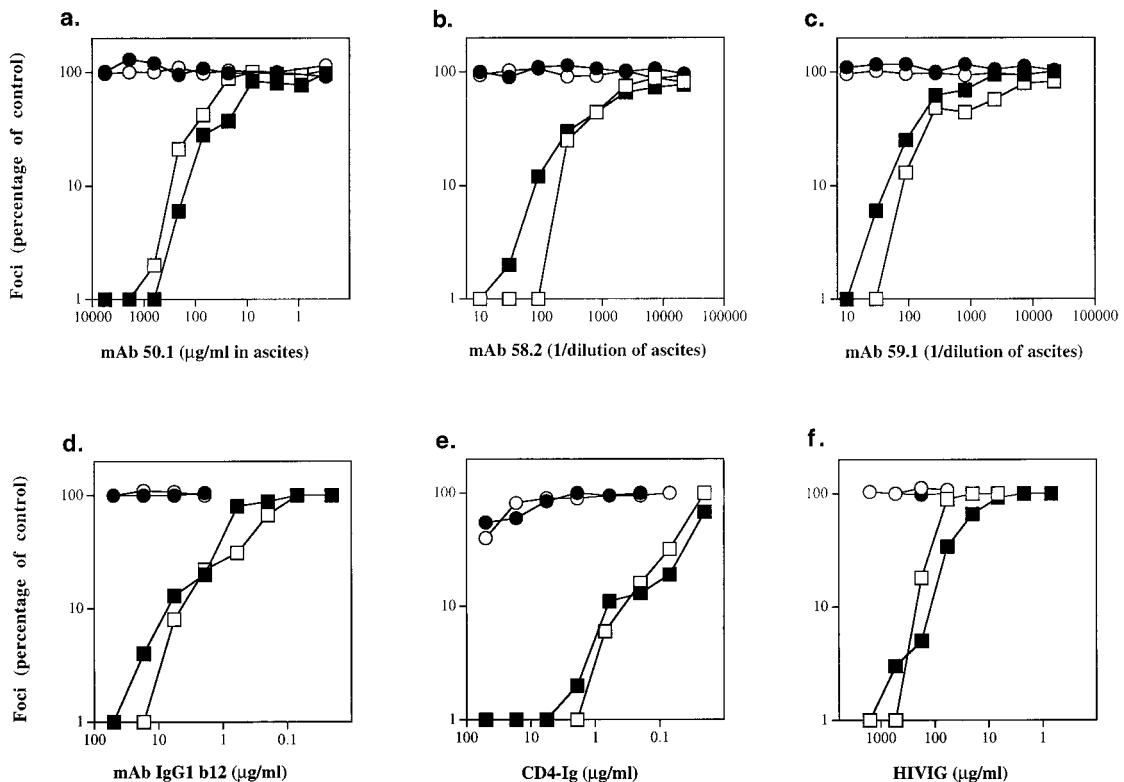 a.
b.
c.
Foci (percentage of control)
100
10
1
10000 1000 100 10 1
mAb 50.1 (μg/ml in ascites)
100
10
1
10 100 1000 10000 100000
mAb 58.2 (1/dilution of ascites)
100
10
1
10 100 1000 10000 100000
mAb 59.1 (1/dilution of ascites)
d.
e.
f.
Foci (percentage of control)
100
10
1
100 10 1 0.1
mAb IgG1 b12 (μg/ml)
100
10
1
100 10 1 0.1
CD4-Ig (μg/ml)
100
10
1
1000 100 10 1
HIVIG (μg/ml)